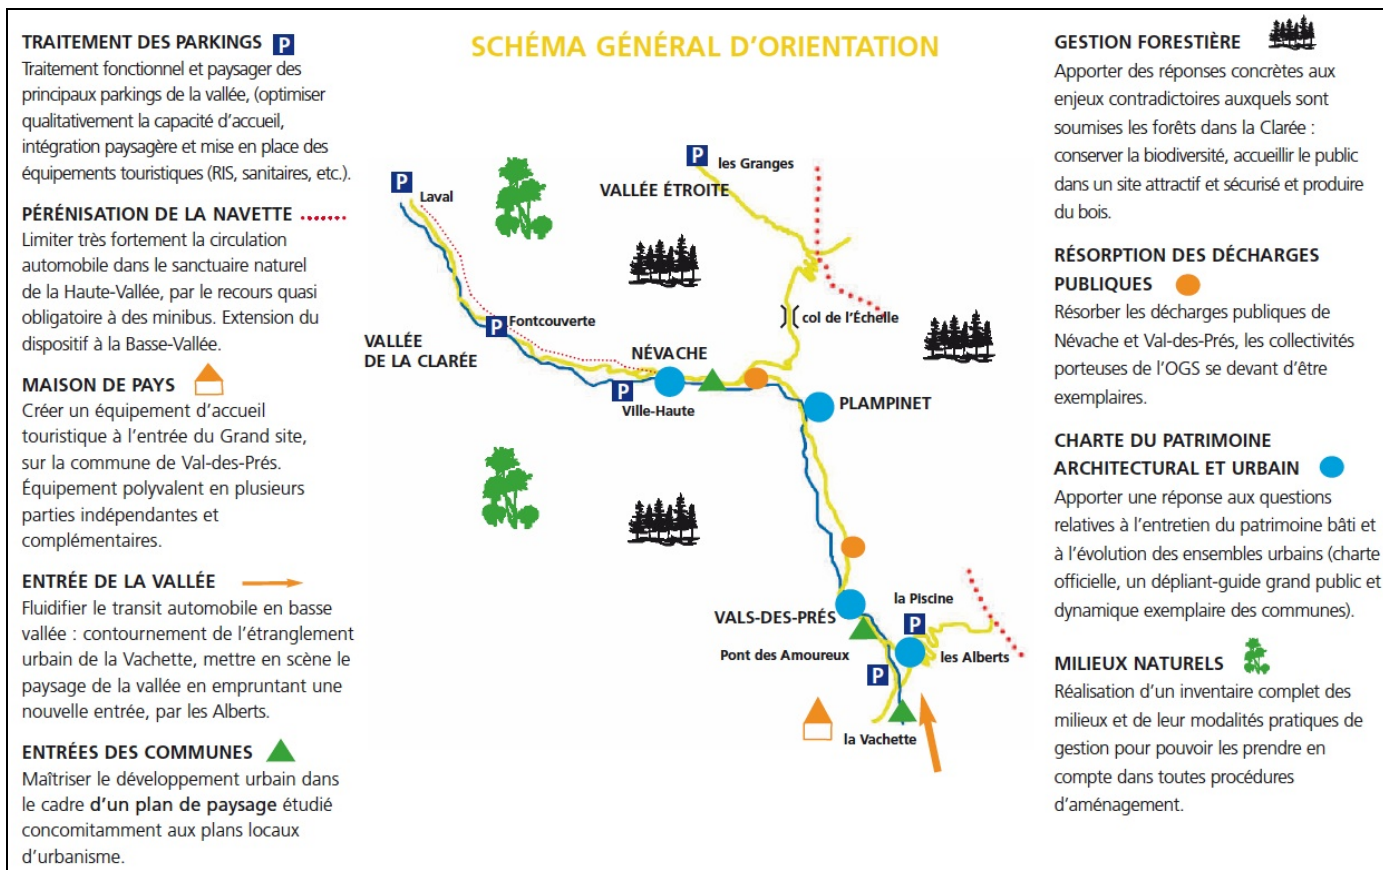 TRAITEMENT DES PARKINGS P
Traitement fonctionnel et paysager des
principaux parkings de la vallée, (optimiser
qualitativement la capacité d'accueil,
intégration paysagère et mise en place des
équipements touristiques (RIS, sanitaires, etc.).
PÉRÉNISATION DE LA NAVETTE
Limiter très fortement la circulation
automobile dans le sanctuaire naturel
de la Haute-Vallée, par le recours quasi
obligatoire à des minibus. Extension du
dispositif à la Basse-Vallée.
MAISON DE PAYS
Créer un équipement d'accueil
touristique à l'entrée du Grand site,
sur la commune de Val-des-Prés.
Équipement polyvalent en plusieurs
parties indépendantes et
complémentaires.
ENTRÉE DE LA VALLÉE
Fluidifier le transit automobile en basse
vallée : contournement de l'étranglement
urbain de la Vachette, mettre en scène le
paysage de la vallée en empruntant une
nouvelle entrée, par les Alberts.
ENTRÉES DES COMMUNES
Maîtriser le développement urbain dans
le cadre d'un plan de paysage étudié
concomitamment aux plans locaux
d'urbanisme.
SCHÉMA GÉNÉRAL D'ORIENTATION
P les Granges
VALLÉE ÉTROITE
P
Laval
P Fontcouverte
col de l'Échelle
VALLÉE
DE LA CLARÉE
NÉVACHE
P
Ville-Haute
PLAMPINET
la Piscine
VALS-DES-PRÉS
P
Pont des Amoureux
les Alberts
P
la Vachette
GESTION FORESTIÈRE
Apporter des réponses concrètes aux
enjeux contradictoires auxquels sont
soumises les forêts dans la Clarée :
conserver la biodiversité, accueillir le public
dans un site attractif et sécurisé et produire
du bois.
RÉSORPTION DES DÉCHARGES
PUBLIQUES
Résorber les décharges publiques de
Névache et Val-des-Prés, les collectivités
porteuses de l'OGS se devant d'être
exemplaires.
CHARTE DU PATRIMOINE
ARCHITECTURAL ET URBAIN
Apporter une réponse aux questions
relatives à l'entretien du patrimoine bâti et
à l'évolution des ensembles urbains (charte
officielle, un dépliant-guide grand public et
dynamique exemplaire des communes).
MILIEUX NATURELS
Réalisation d'un inventaire complet des
milieux et de leur modalités pratiques de
gestion pour pouvoir les prendre en
compte dans toutes procédures
d'aménagement.